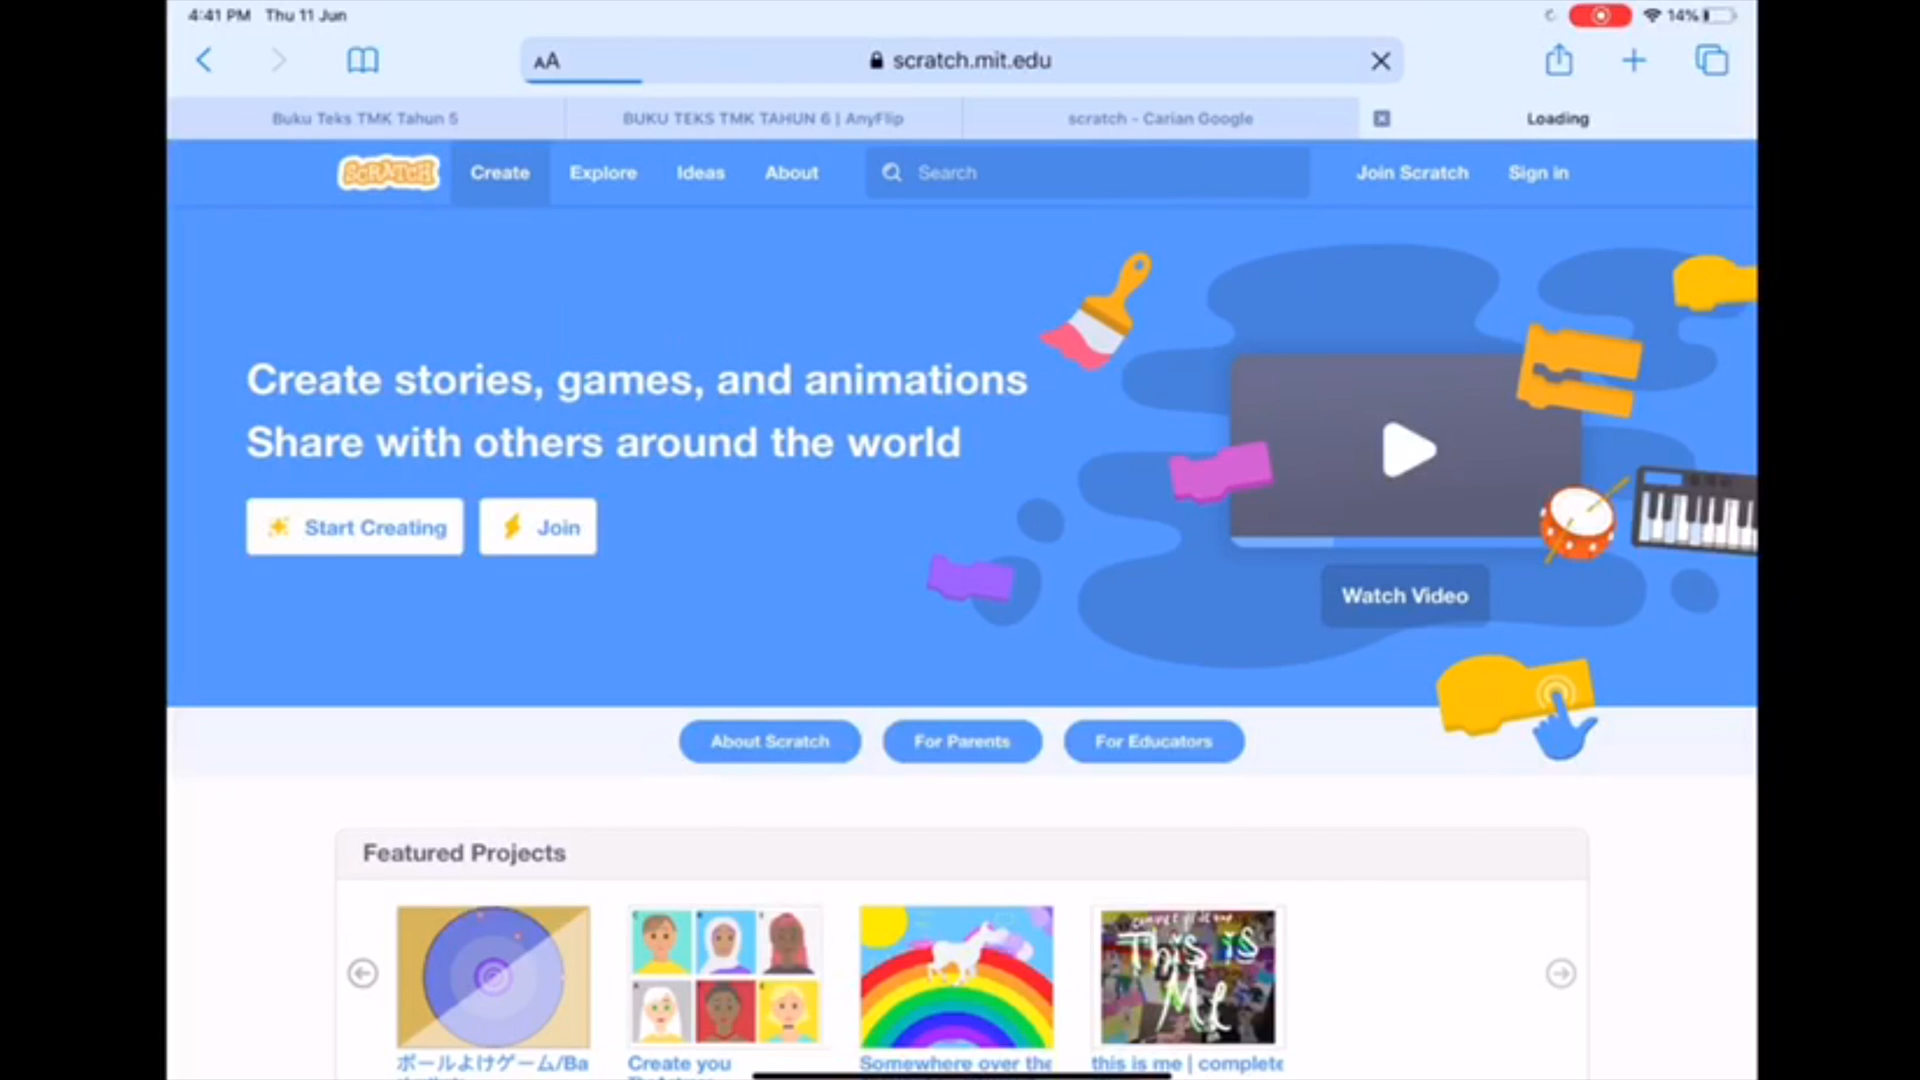 4:41 PM Thu 11 Jun
14%
AA
scratch.mit.edu
Buku Teks TMK Tahun 5
BUKU TEKS TMK TAHUN 6 | AnyFlip
scratch - Carian Google
Loading
SCRATCH
Create
Explore
Ideas
About
Search
Join Scratch
Sign in
Create stories, games, and animations
Share with others around the world
Start Creating
Join
Watch Video
About Scratch
For Parents
For Educators
Featured Projects
This is
Me
ボールよけゲーム/Ba
Create you
Somewhere over the
this is me | complete